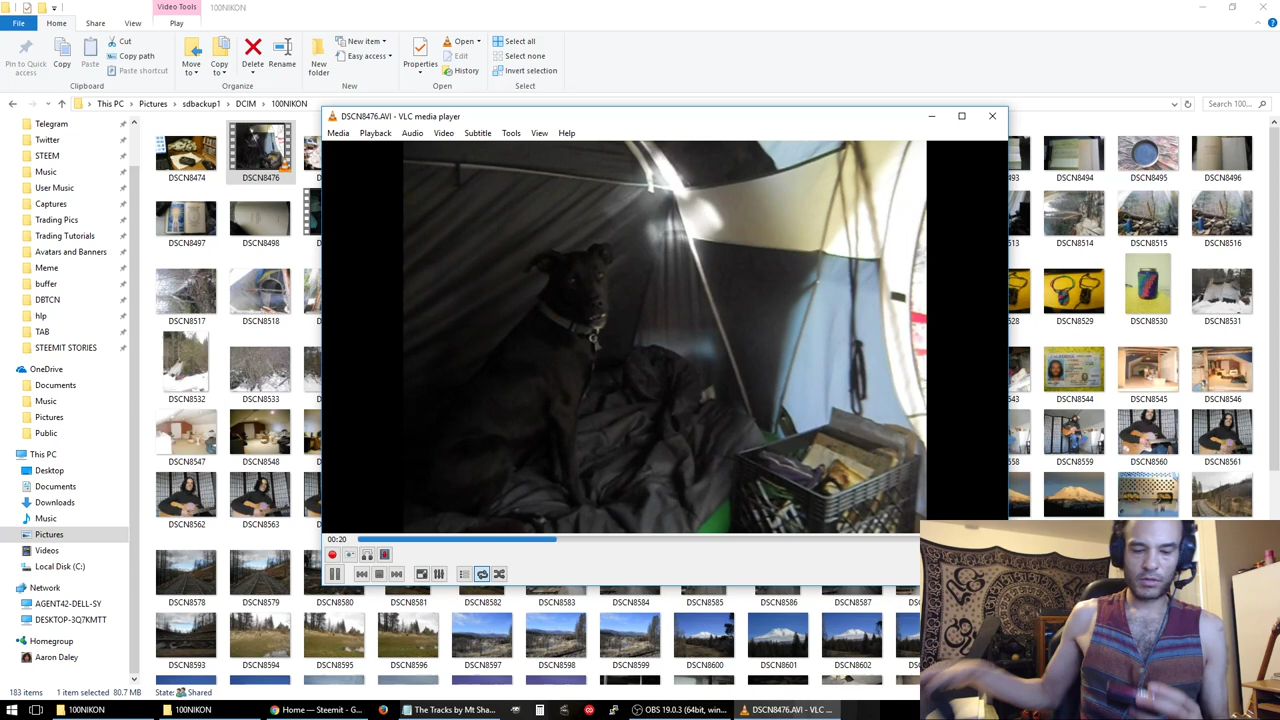 Video Tools
100NIKON
File
Home
Share
View
Play
Pin to Quick access
Copy
Paste
Cut
Copy path
Paste shortcut
Clipboard
Move to
Copy to
Delete
Rename
Organize
New folder
New item
Easy access
New
Properties
Open
Edit
History
Open
Select all
Select none
Invert selection
Select
This PC
Pictures
sdbackup1
DCIM
100NIKON
Search 100...
Telegram
Twitter
STEEM
Music
User Music
Captures
Trading Pics
Trading Tutorials
Avatars and Banners
Meme
buffer
DBTCN
hlp
TAB
STEEMIT STORIES
OneDrive
Documents
Music
Pictures
Public
This PC
Desktop
Documents
Downloads
Music
Pictures
Videos
Local Disk (C:)
Network
AGENT42-DELL-SY
DESKTOP-3Q7KMTT
Homegroup
Aaron Daley
DSCN8476.AVI - VLC media player
Media Playback Audio Video Subtitle Tools View Help
00:20
DSCN8474 DSCN8476 493 DSCN8495 DSCN8496
DSCN8497 DSCN8498 D 513 DSCN8514 DSCN8515 DSCN8516
DSCN8517 DSCN8518 D 528 DSCN8529 DSCN8530 DSCN8531
DSCN8532 DSCN8533 D 544 DSCN8545 DSCN8546
DSCN8547 DSCN8548 D 558 DSCN8559 DSCN8560 DSCN8561
DSCN8562 DSCN8563 D
DSCN8578 DSCN8579 DSCN8580 DSCN8581 DSCN8582 DSCN8583 DSCN8584 DSCN8585 DSCN8586 DSCN8587
DSCN8593 DSCN8594 DSCN8595 DSCN8596 DSCN8597 DSCN8598 DSCN8599 DSCN8600 DSCN8601 DSCN8602
183 items 1 item selected 80.7 MB State: Shared
100NIKON
100NIKON
Home — Steemit - G...
The Tracks by Mt Sha...
OBS 19.0.3 (64bit, win...
DSCN8476.AVI - VLC ...